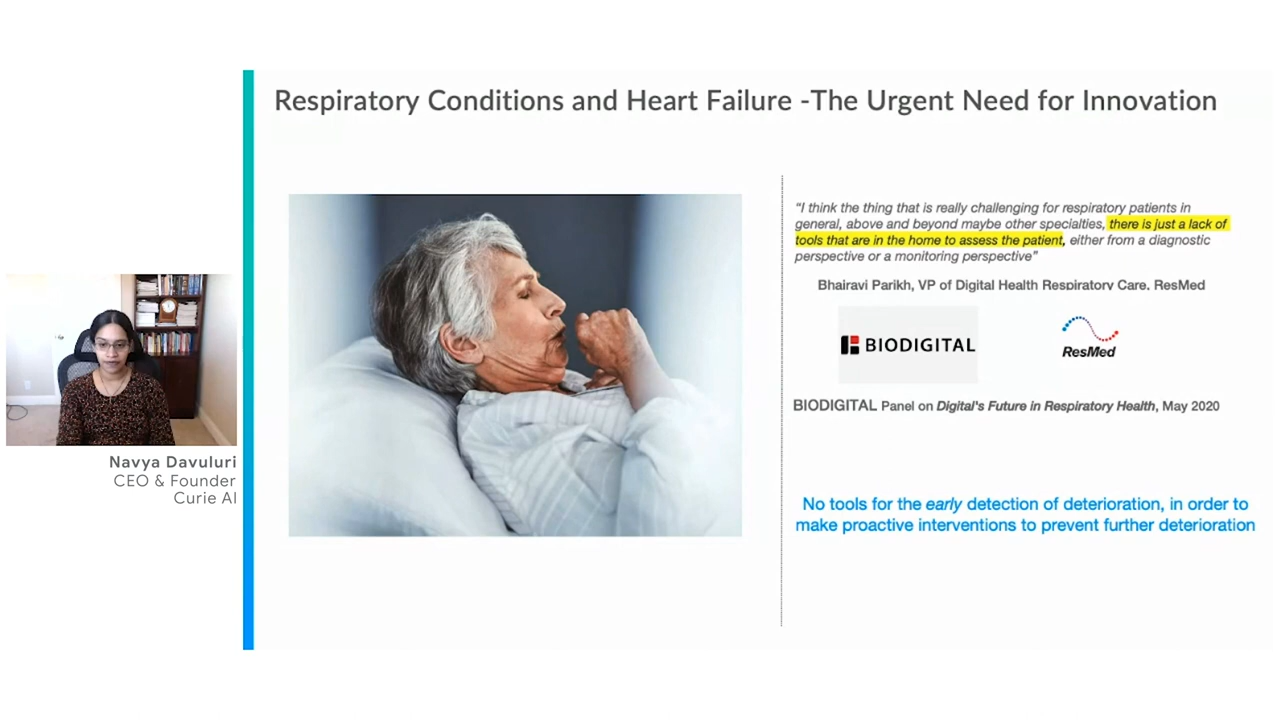 Respiratory Conditions and Heart Failure -The Urgent Need for Innovation
“I think the thing that is really challenging for respiratory patients in
general, above and beyond maybe other specialties, there is just a lack of
tools that are in the home to assess the patient, either from a diagnostic
perspective or a monitoring perspective”
Bhairavi Parikh, VP of Digital Health Respiratory Care, ResMed
BIODIGITAL
ResMed
BIODIGITAL Panel on Digital's Future in Respiratory Health, May 2020
No tools for the early detection of deterioration, in order to
make proactive interventions to prevent further deterioration
Navya Davuluri
CEO & Founder
Curie AI